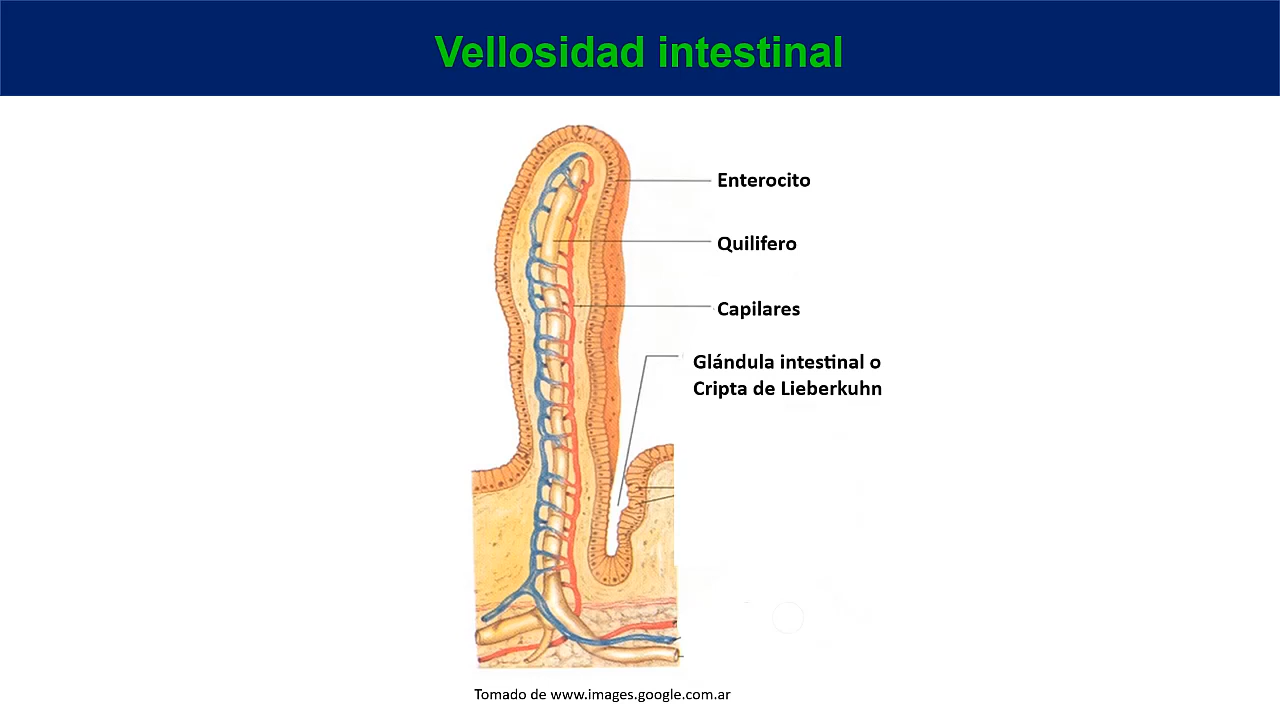 Vellosidad intestinal
Enterocito
Quilifero
Capilares
Glándula intestinal o
Cripta de Lieberkuhn
Tomado de www.images.google.com.ar